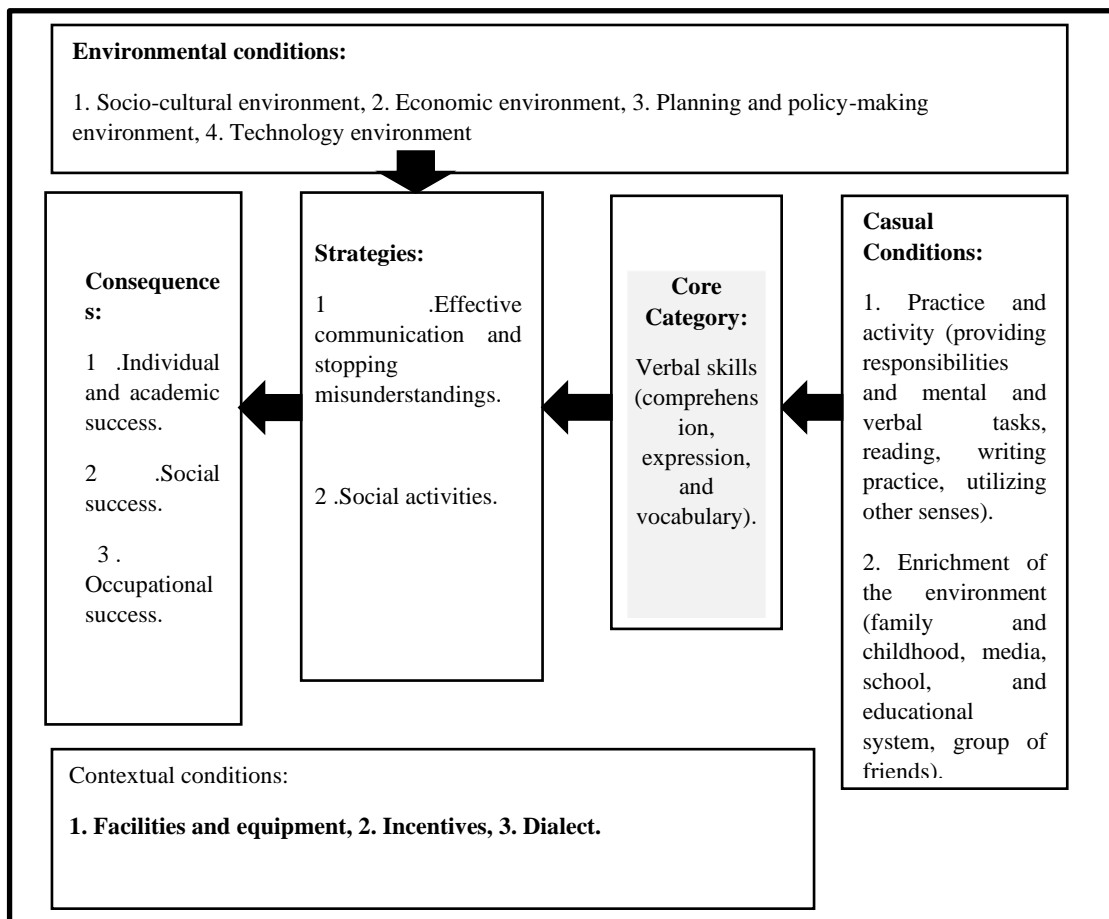 Environmental conditions:
1. Socio-cultural environment, 2. Economic environment, 3. Planning and policy-making
environment, 4. Technology environment
Consequence
s:
1 .Individual
and academic
success.
2 .Social
success.
3 .
Occupational
success.
Strategies:
1 .Effective
communication and
stopping
misunderstandings.
2 .Social activities.
Core
Category:
Verbal skills
(comprehens
ion,
expression,
and
vocabulary).
Casual
Conditions:
1. Practice and
activity (providing
responsibilities
and mental and
verbal tasks,
reading, writing
practice, utilizing
other senses).
2. Enrichment of
the environment
(family and
childhood, media,
school, and
educational
system, group of
friends).
Contextual conditions:
1. Facilities and equipment, 2. Incentives, 3. Dialect.